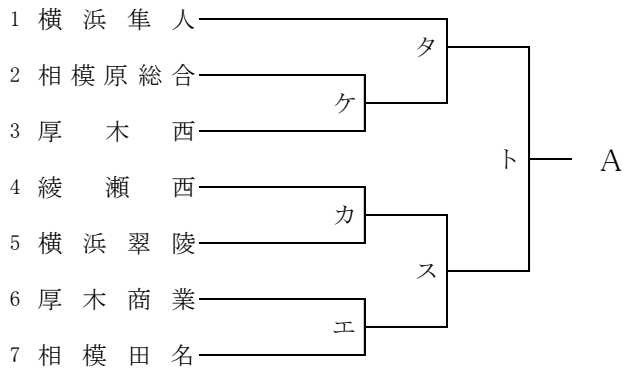 1 横浜隼人
タ
2 相模原総合
ケ
3 厚木西
ト A
4 綾瀬西
カ
5 横浜翠陵
ス
6 厚木商業
エ
7 相模田名